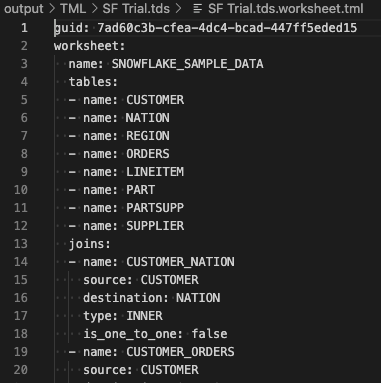 output > TML > SF Trial.tds > SF Trial.tds.worksheet.tml
1 guid: 7ad60c3b-cfea-4dc4-bcad-447ff5eded15
2 worksheet:
3 name: SNOWFLAKE_SAMPLE_DATA
4 tables:
5 - name: CUSTOMER
6 - name: NATION
7 - name: REGION
8 - name: ORDERS
9 - name: LINEITEM
10 - name: PART
11 - name: PARTSUPP
12 - name: SUPPLIER
13 joins:
14 - name: CUSTOMER_NATION
15 source: CUSTOMER
16 destination: NATION
17 type: INNER
18 is_one_to_one: false
19 - name: CUSTOMER_ORDERS
20 source: CUSTOMER